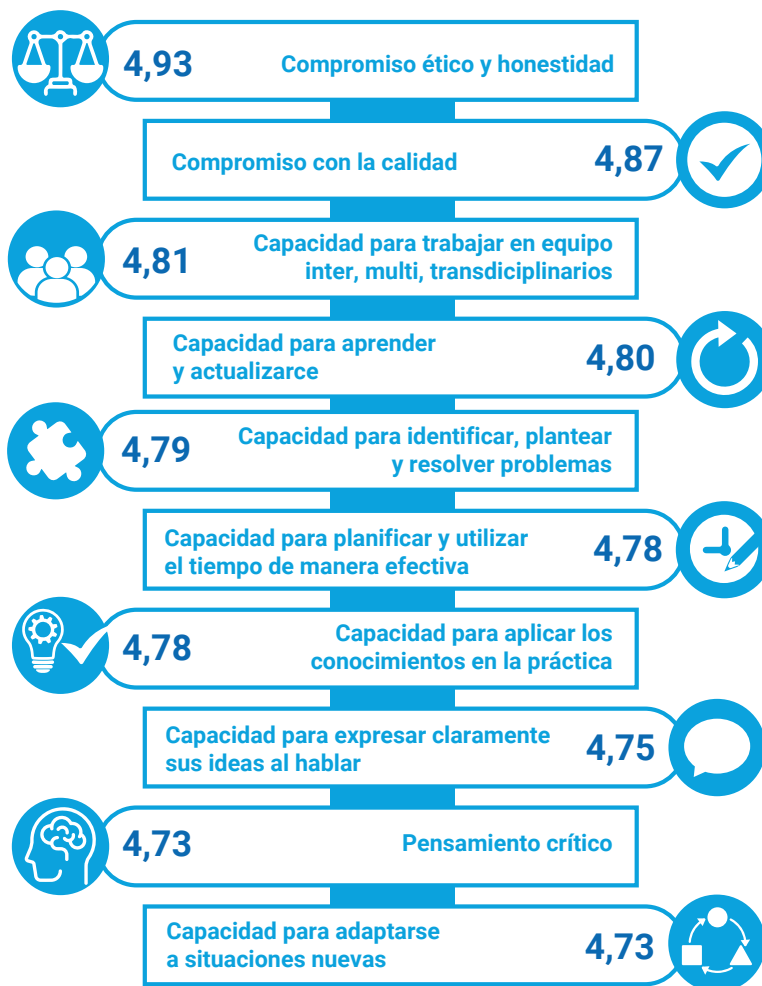 4,93
Compromiso ético y honestidad
Compromiso con la calidad
4,87
4,81
Capacidad para trabajar en equipo
inter, multi, transdiciplinarios
Capacidad para aprender
y actualizarce
4,80
4,79
Capacidad para identificar, plantear
y resolver problemas
Capacidad para planificar y utilizar
el tiempo de manera efectiva
4,78
4,78
Capacidad para aplicar los
conocimientos en la práctica
Capacidad para expresar claramente
sus ideas al hablar
4,75
4,73
Pensamiento crítico
Capacidad para adaptarse
a situaciones nuevas
4,73